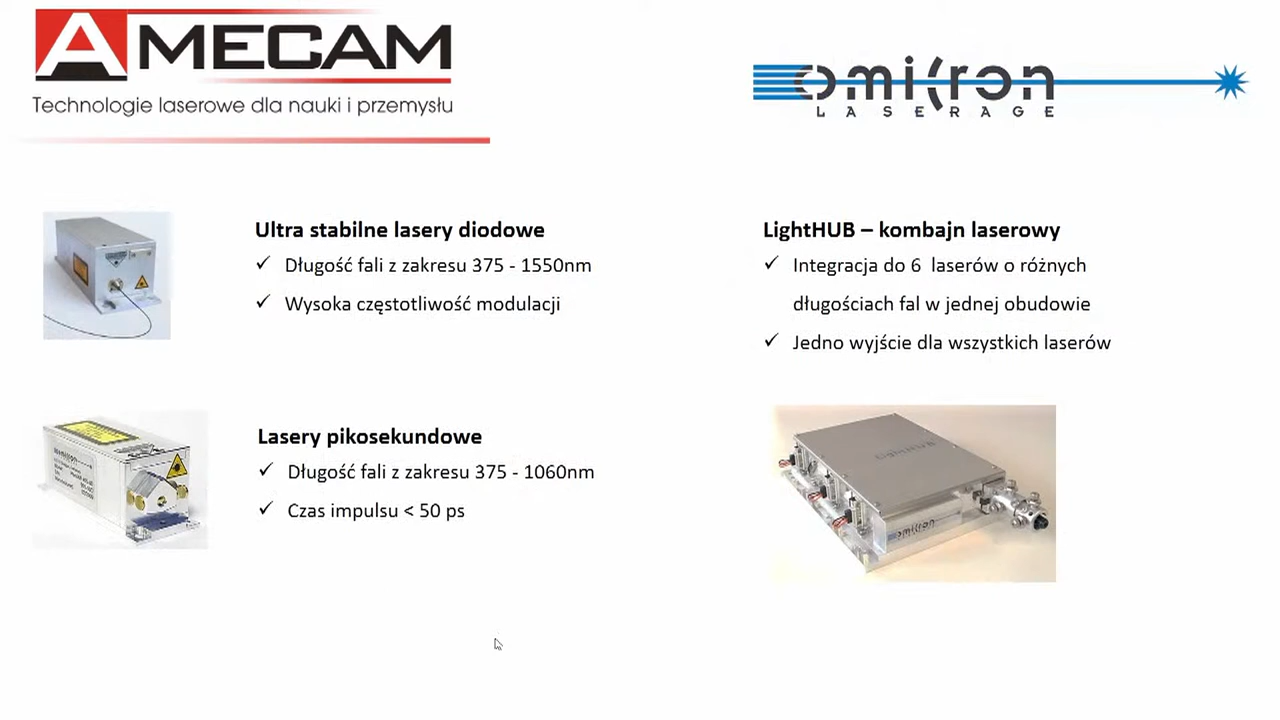 AMECAM
Technologie laserowe dla nauki i przemysłu
omicron
LASERAGE
Ultra stabilne lasery diodowe
✓ Długość fali z zakresu 375 - 1550nm
✓ Wysoka częstotliwość modulacji
Lasery pikosekundowe
✓ Długość fali z zakresu 375 - 1060nm
✓ Czas impulsu < 50 ps
LightHUB – kombajn laserowy
✓ Integracja do 6 laserów o różnych
długościach fal w jednej obudowie
✓ Jedno wyjście dla wszystkich laserów
LightHUB
omicron